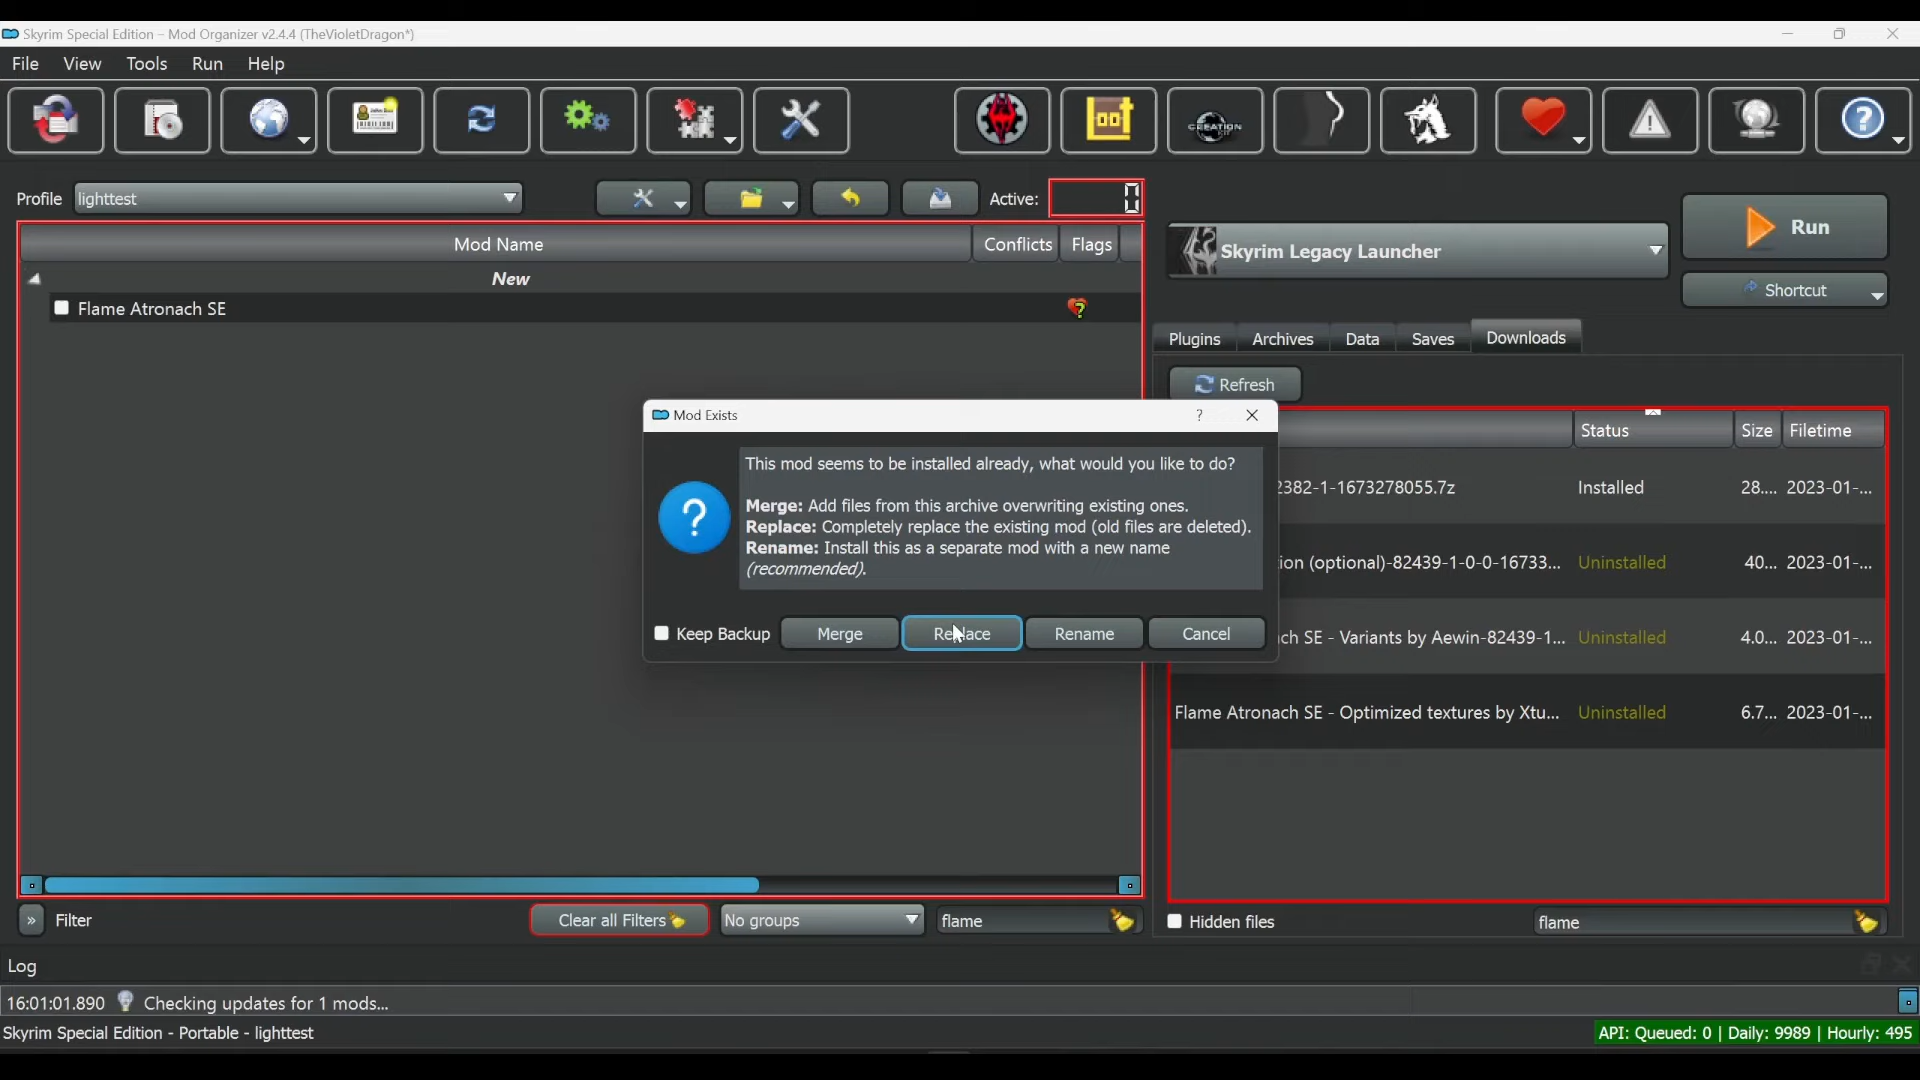 Skyrim Special Edition – Mod Organizer v2.4.4 (TheVioletDragon*)
File View Tools Run Help
CREATION KIT
Profile lighttest Active: 0
Mod Name Conflicts Flags
New
Flame Atronach SE
Skyrim Legacy Launcher
Run
Shortcut
Plugins Archives Data Saves Downloads
Refresh
Status Size Filetime
2382-1-1673278055.7z Installed 28.... 2023-01-...
ion (optional)-82439-1-0-0-16733... Uninstalled 40... 2023-01-...
ch SE - Variants by Aewin-82439-1... Uninstalled 4.0... 2023-01-...
Flame Atronach SE - Optimized textures by Xtu... Uninstalled 6.7... 2023-01-...
Mod Exists
This mod seems to be installed already, what would you like to do?
Merge: Add files from this archive overwriting existing ones.
Replace: Completely replace the existing mod (old files are deleted).
Rename: Install this as a separate mod with a new name
(recommended).
Keep Backup Merge Replace Rename Cancel
» Filter Clear all Filters No groups flame
Hidden files flame
Log
16:01:01.890 Checking updates for 1 mods...
Skyrim Special Edition - Portable - lighttest
API: Queued: 0 | Daily: 9989 | Hourly: 495